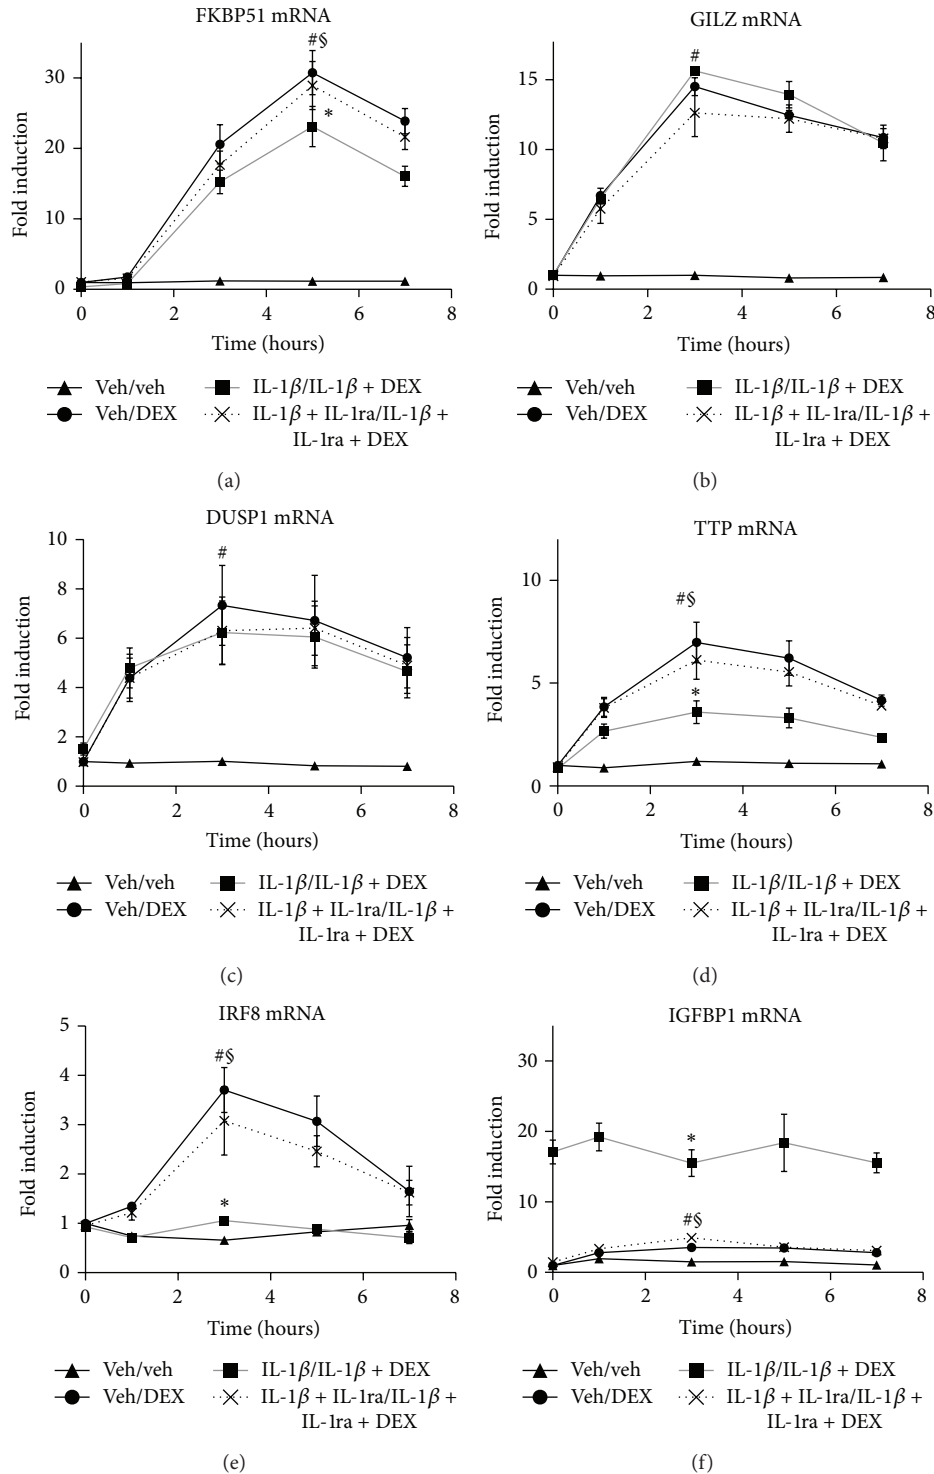 FKBP51 mRNA
#§
*
Fold induction
30
20
10
0
0 2 4 6 8
Time (hours)
Veh/veh
IL-1β/IL-1β + DEX
Veh/DEX
IL-1β + IL-1ra/IL-1β +
IL-1ra + DEX
(a)
GILZ mRNA
#
Fold induction
15
10
5
0
0 2 4 6 8
Time (hours)
Veh/veh
IL-1β/IL-1β + DEX
Veh/DEX
IL-1β + IL-1ra/IL-1β +
IL-1ra + DEX
(b)
DUSP1 mRNA
#
Fold induction
10
8
6
4
2
0
0 2 4 6 8
Time (hours)
Veh/veh
IL-1β/IL-1β + DEX
Veh/DEX
IL-1β + IL-1ra/IL-1β +
IL-1ra + DEX
(c)
TTP mRNA
#§
*
Fold induction
10
5
0
0 2 4 6 8
Time (hours)
Veh/veh
IL-1β/IL-1β + DEX
Veh/DEX
IL-1β + IL-1ra/IL-1β +
IL-1ra + DEX
(d)
IRF8 mRNA
#§
*
Fold induction
5
4
3
2
1
0
0 2 4 6 8
Time (hours)
Veh/veh
IL-1β/IL-1β + DEX
Veh/DEX
IL-1β + IL-1ra/IL-1β +
IL-1ra + DEX
(e)
IGFBP1 mRNA
*
#§
Fold induction
30
20
10
0
0 2 4 6 8
Time (hours)
Veh/veh
IL-1β/IL-1β + DEX
Veh/DEX
IL-1β + IL-1ra/IL-1β +
IL-1ra + DEX
(f)